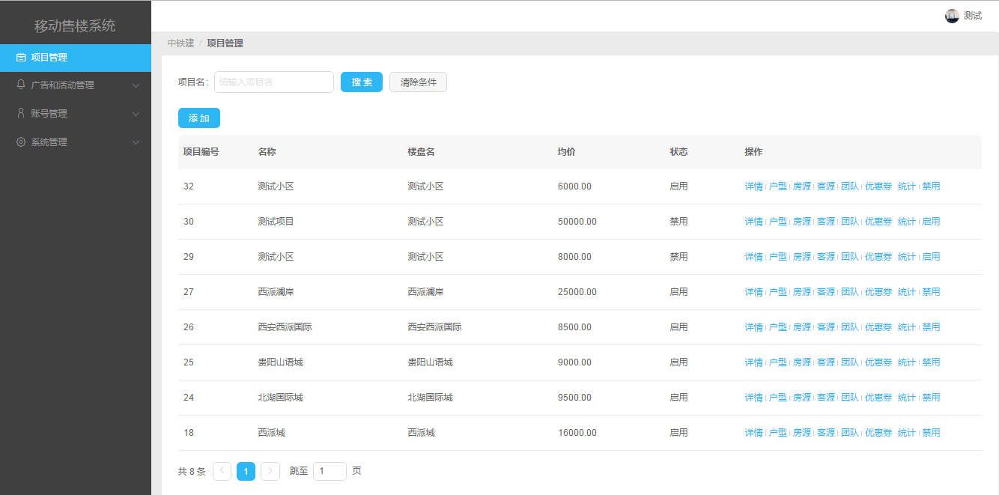 移动售楼系统
测试
中铁建 / 项目管理
项目管理
广告和活动管理
账号管理
系统管理
项目名: 请输入项目名 搜 索 清除条件
添 加
项目编号 名称 楼盘名 均价 状态 操作
32 测试小区 测试小区 6000.00 启用 详情 户型 房源 客源 团队 优惠券 统计 禁用
30 测试项目 测试小区 50000.00 禁用 详情 户型 房源 客源 团队 优惠券 统计 启用
29 测试小区 测试小区 8000.00 禁用 详情 户型 房源 客源 团队 优惠券 统计 启用
27 西派澜岸 西派澜岸 25000.00 启用 详情 户型 房源 客源 团队 优惠券 统计 禁用
26 西安西派国际 西安西派国际 8500.00 启用 详情 户型 房源 客源 团队 优惠券 统计 禁用
25 贵阳山语城 贵阳山语城 9000.00 启用 详情 户型 房源 客源 团队 优惠券 统计 禁用
24 北湖国际城 北湖国际城 9500.00 启用 详情 户型 房源 客源 团队 优惠券 统计 禁用
18 西派城 西派城 16000.00 启用 详情 户型 房源 客源 团队 优惠券 统计 禁用
共 8 条 < 1 > 跳至 1 页